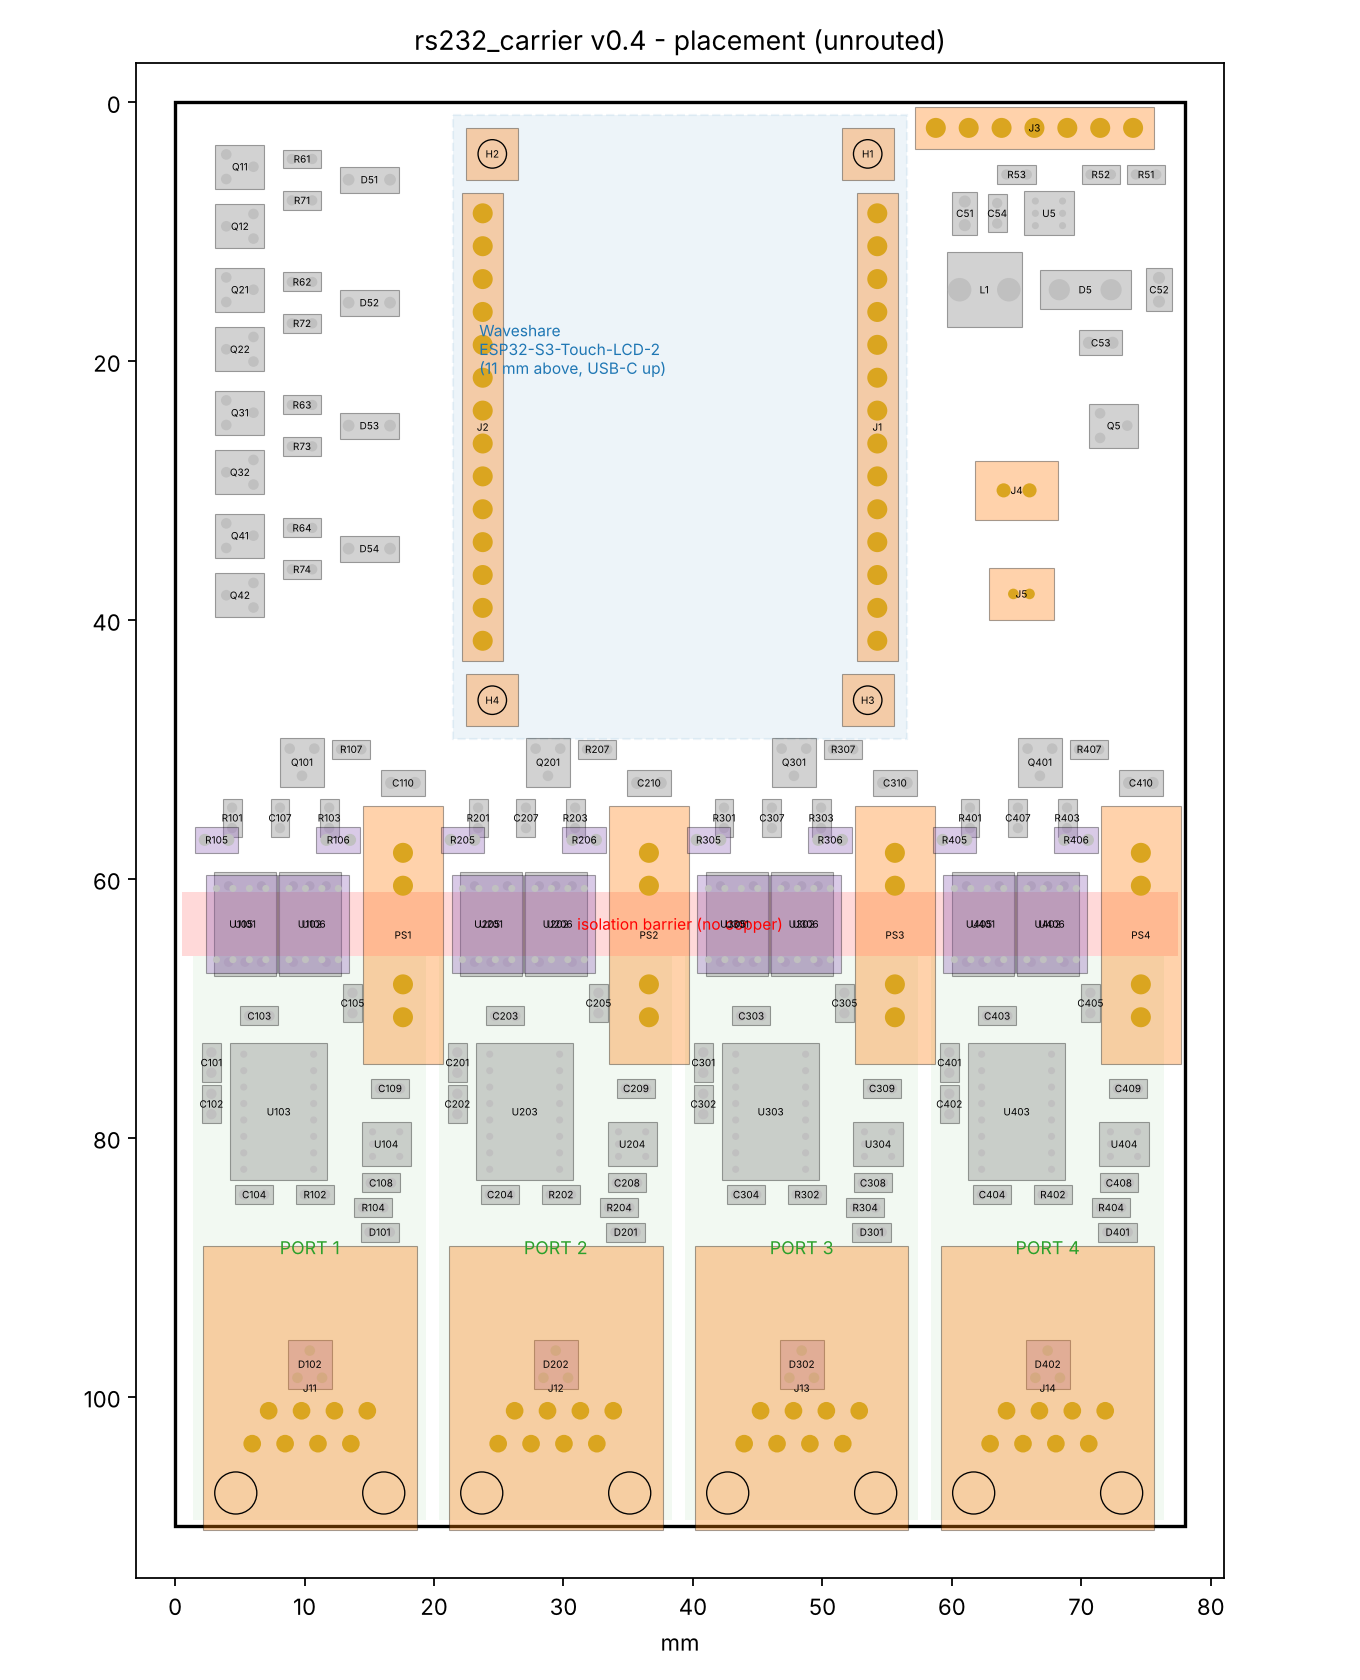 rs232_carrier v0.4 - placement (unrouted)
0
20
40
60
80
100
J3
H2
H1
R61
Q11
D51
R71
Q12
R53
R52
R51
C51
C54
U5
Q21
R62
D52
R72
Q22
L1
D5
C52
C53
Waveshare
ESP32-S3-Touch-LCD-2
(11 mm above, USB-C up)
Q31
R63
D53
J2
J1
Q5
R73
Q32
J4
Q41
R64
D54
R74
Q42
J5
H4
H3
R107
R207
R307
R407
Q101
Q201
Q301
Q401
C110
C210
C310
C410
R101
C107
R103
R201
C207
R203
R301
C307
R303
R401
C407
R403
R105
R106
R205
R206
R305
R306
R405
R406
isolation barrier (no copper)
PS1
PS2
PS3
PS4
C105
C205
C305
C405
C103
C203
C303
C403
C101
C201
C301
C401
C109
C209
C309
C409
C102
C202
C302
C402
U103
U203
U303
U403
U104
U204
U304
U404
C108
C208
C308
C408
C104
R102
C204
R202
C304
R302
C404
R402
R104
R204
R304
R404
D101
D201
D301
D401
PORT 1
PORT 2
PORT 3
PORT 4
D102
D202
D302
D402
J11
J12
J13
J14
0 10 20 30 40 50 60 70 80
mm